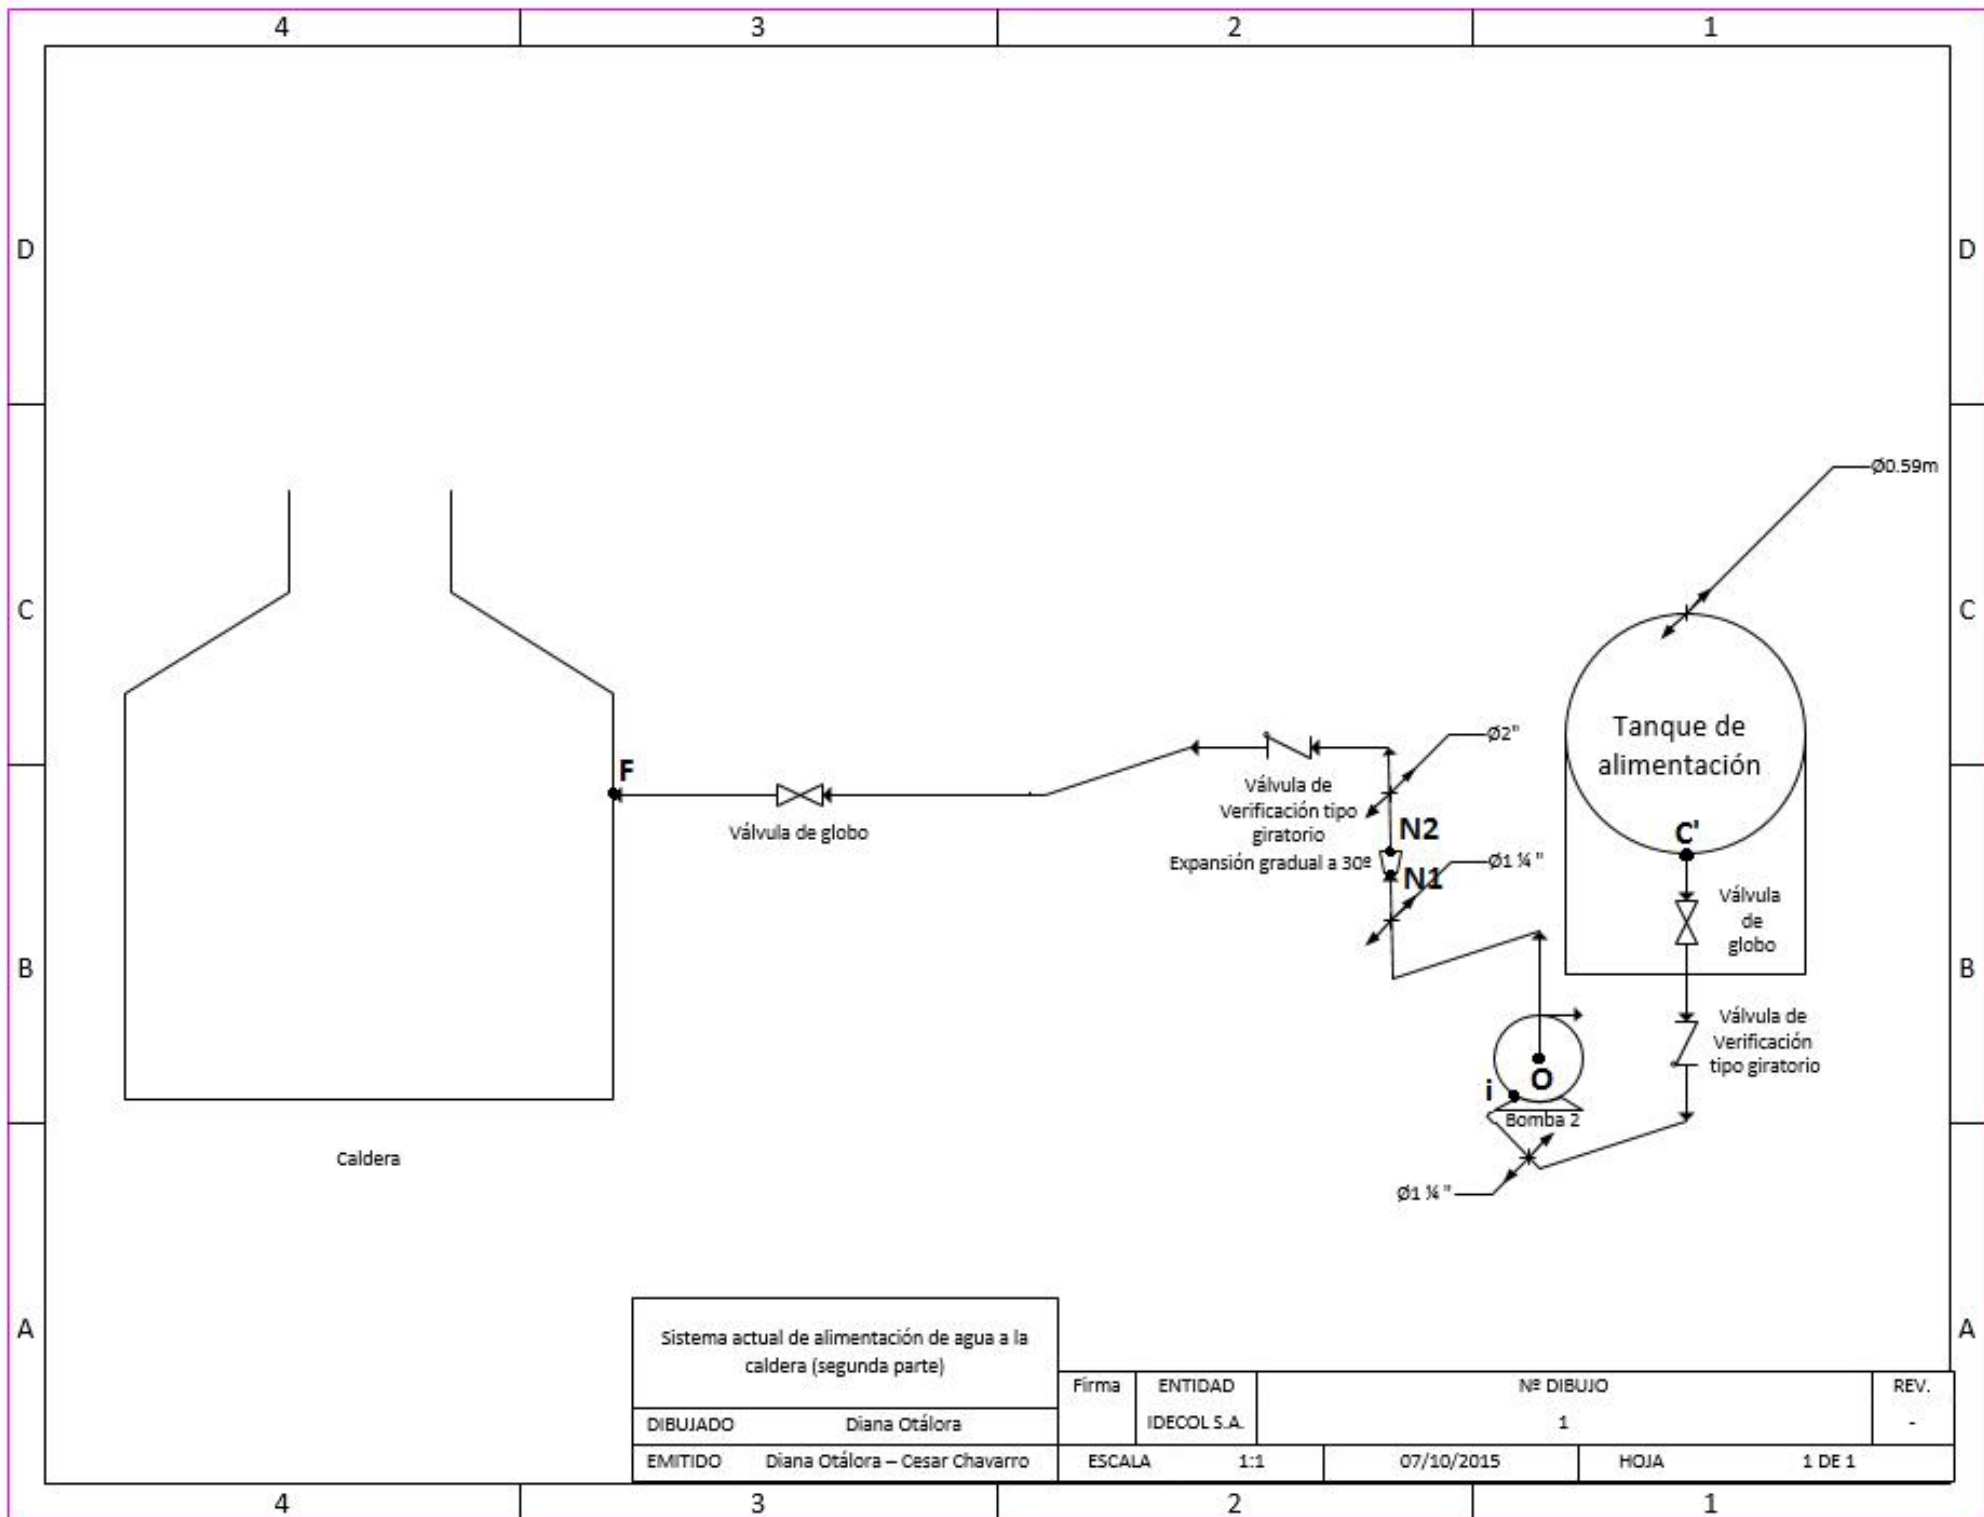 4 3 2 1
D D
Ø0.59m
C C
Ø2"
Tanque de
alimentación
F
Válvula de
Verificación tipo
giratorio
N2
C'
Válvula de globo
Expansión gradual a 30º
Ø1 ¼ "
N1
Válvula
de
globo
B B
Válvula de
Verificación
tipo giratorio
O
i
Bomba 2
Caldera
Ø1 ¼ "
A A
Sistema actual de alimentación de agua a la
caldera (segunda parte)
Firma ENTIDAD Nº DIBUJO REV.
DIBUJADO Diana Otálora IDECOL S.A. 1 -
EMITIDO Diana Otálora – Cesar Chavarro ESCALA 1:1 07/10/2015 HOJA 1 DE 1
4 3 2 1